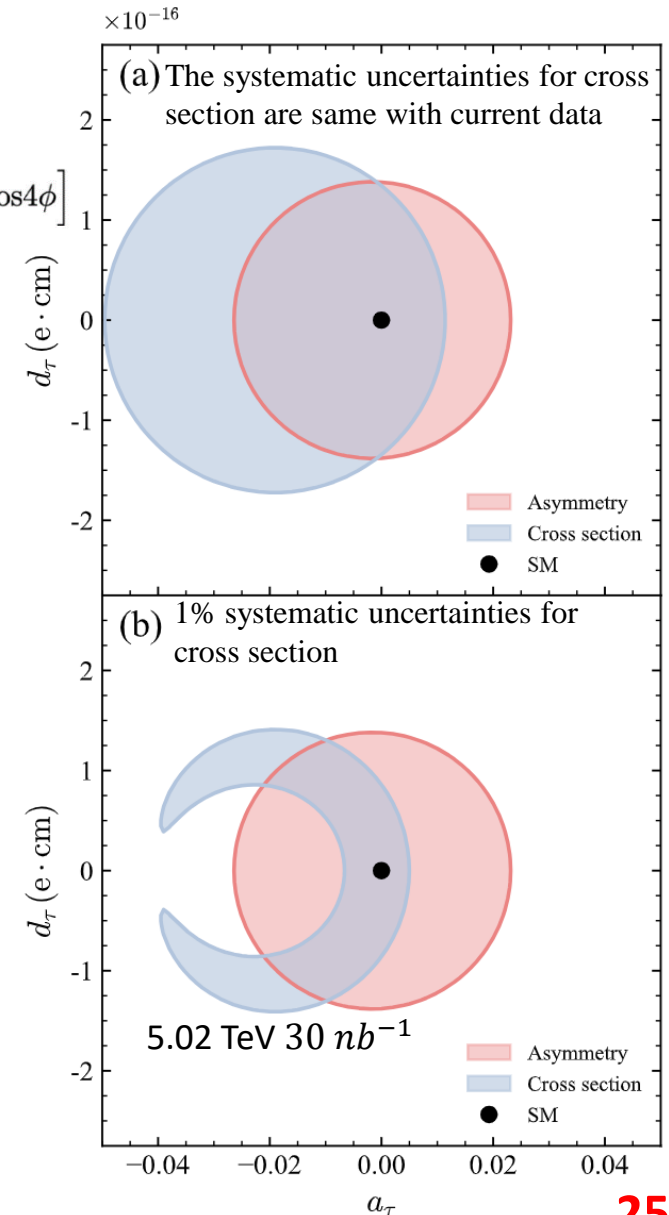 ×10⁻¹⁶
(a) The systematic uncertainties for cross
section are same with current data
os4ϕ]
2
1
0
-1
-2
d_τ (e · cm)
Asymmetry
Cross section
SM
(b) 1% systematic uncertainties for
cross section
2
1
0
-1
-2
d_τ (e · cm)
5.02 TeV 30 nb⁻¹
Asymmetry
Cross section
SM
−0.04 −0.02 0.00 0.02 0.04
a_τ
25